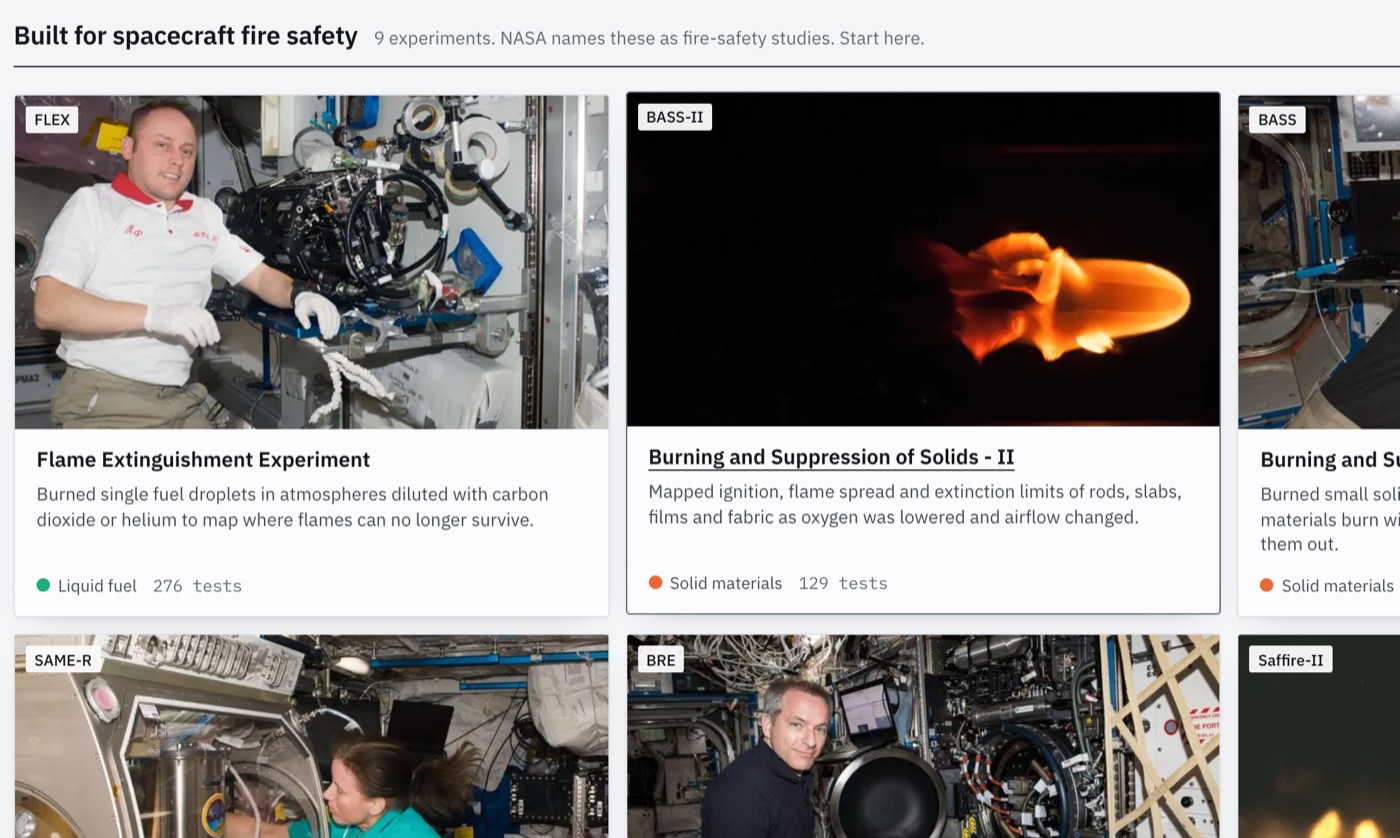 Built for spacecraft fire safety 9 experiments. NASA names these as fire-safety studies. Start here.
FLEX
BASS-II
BASS
PMA2
Flame Extinguishment Experiment
Burned single fuel droplets in atmospheres diluted with carbon
dioxide or helium to map where flames can no longer survive.
Liquid fuel 276 tests
Burning and Suppression of Solids - II
Mapped ignition, flame spread and extinction limits of rods, slabs,
films and fabric as oxygen was lowered and airflow changed.
Solid materials 129 tests
Burning and Su
Burned small soli
materials burn wi
them out.
Solid materials
SAME-R
BRE
Saffire-II